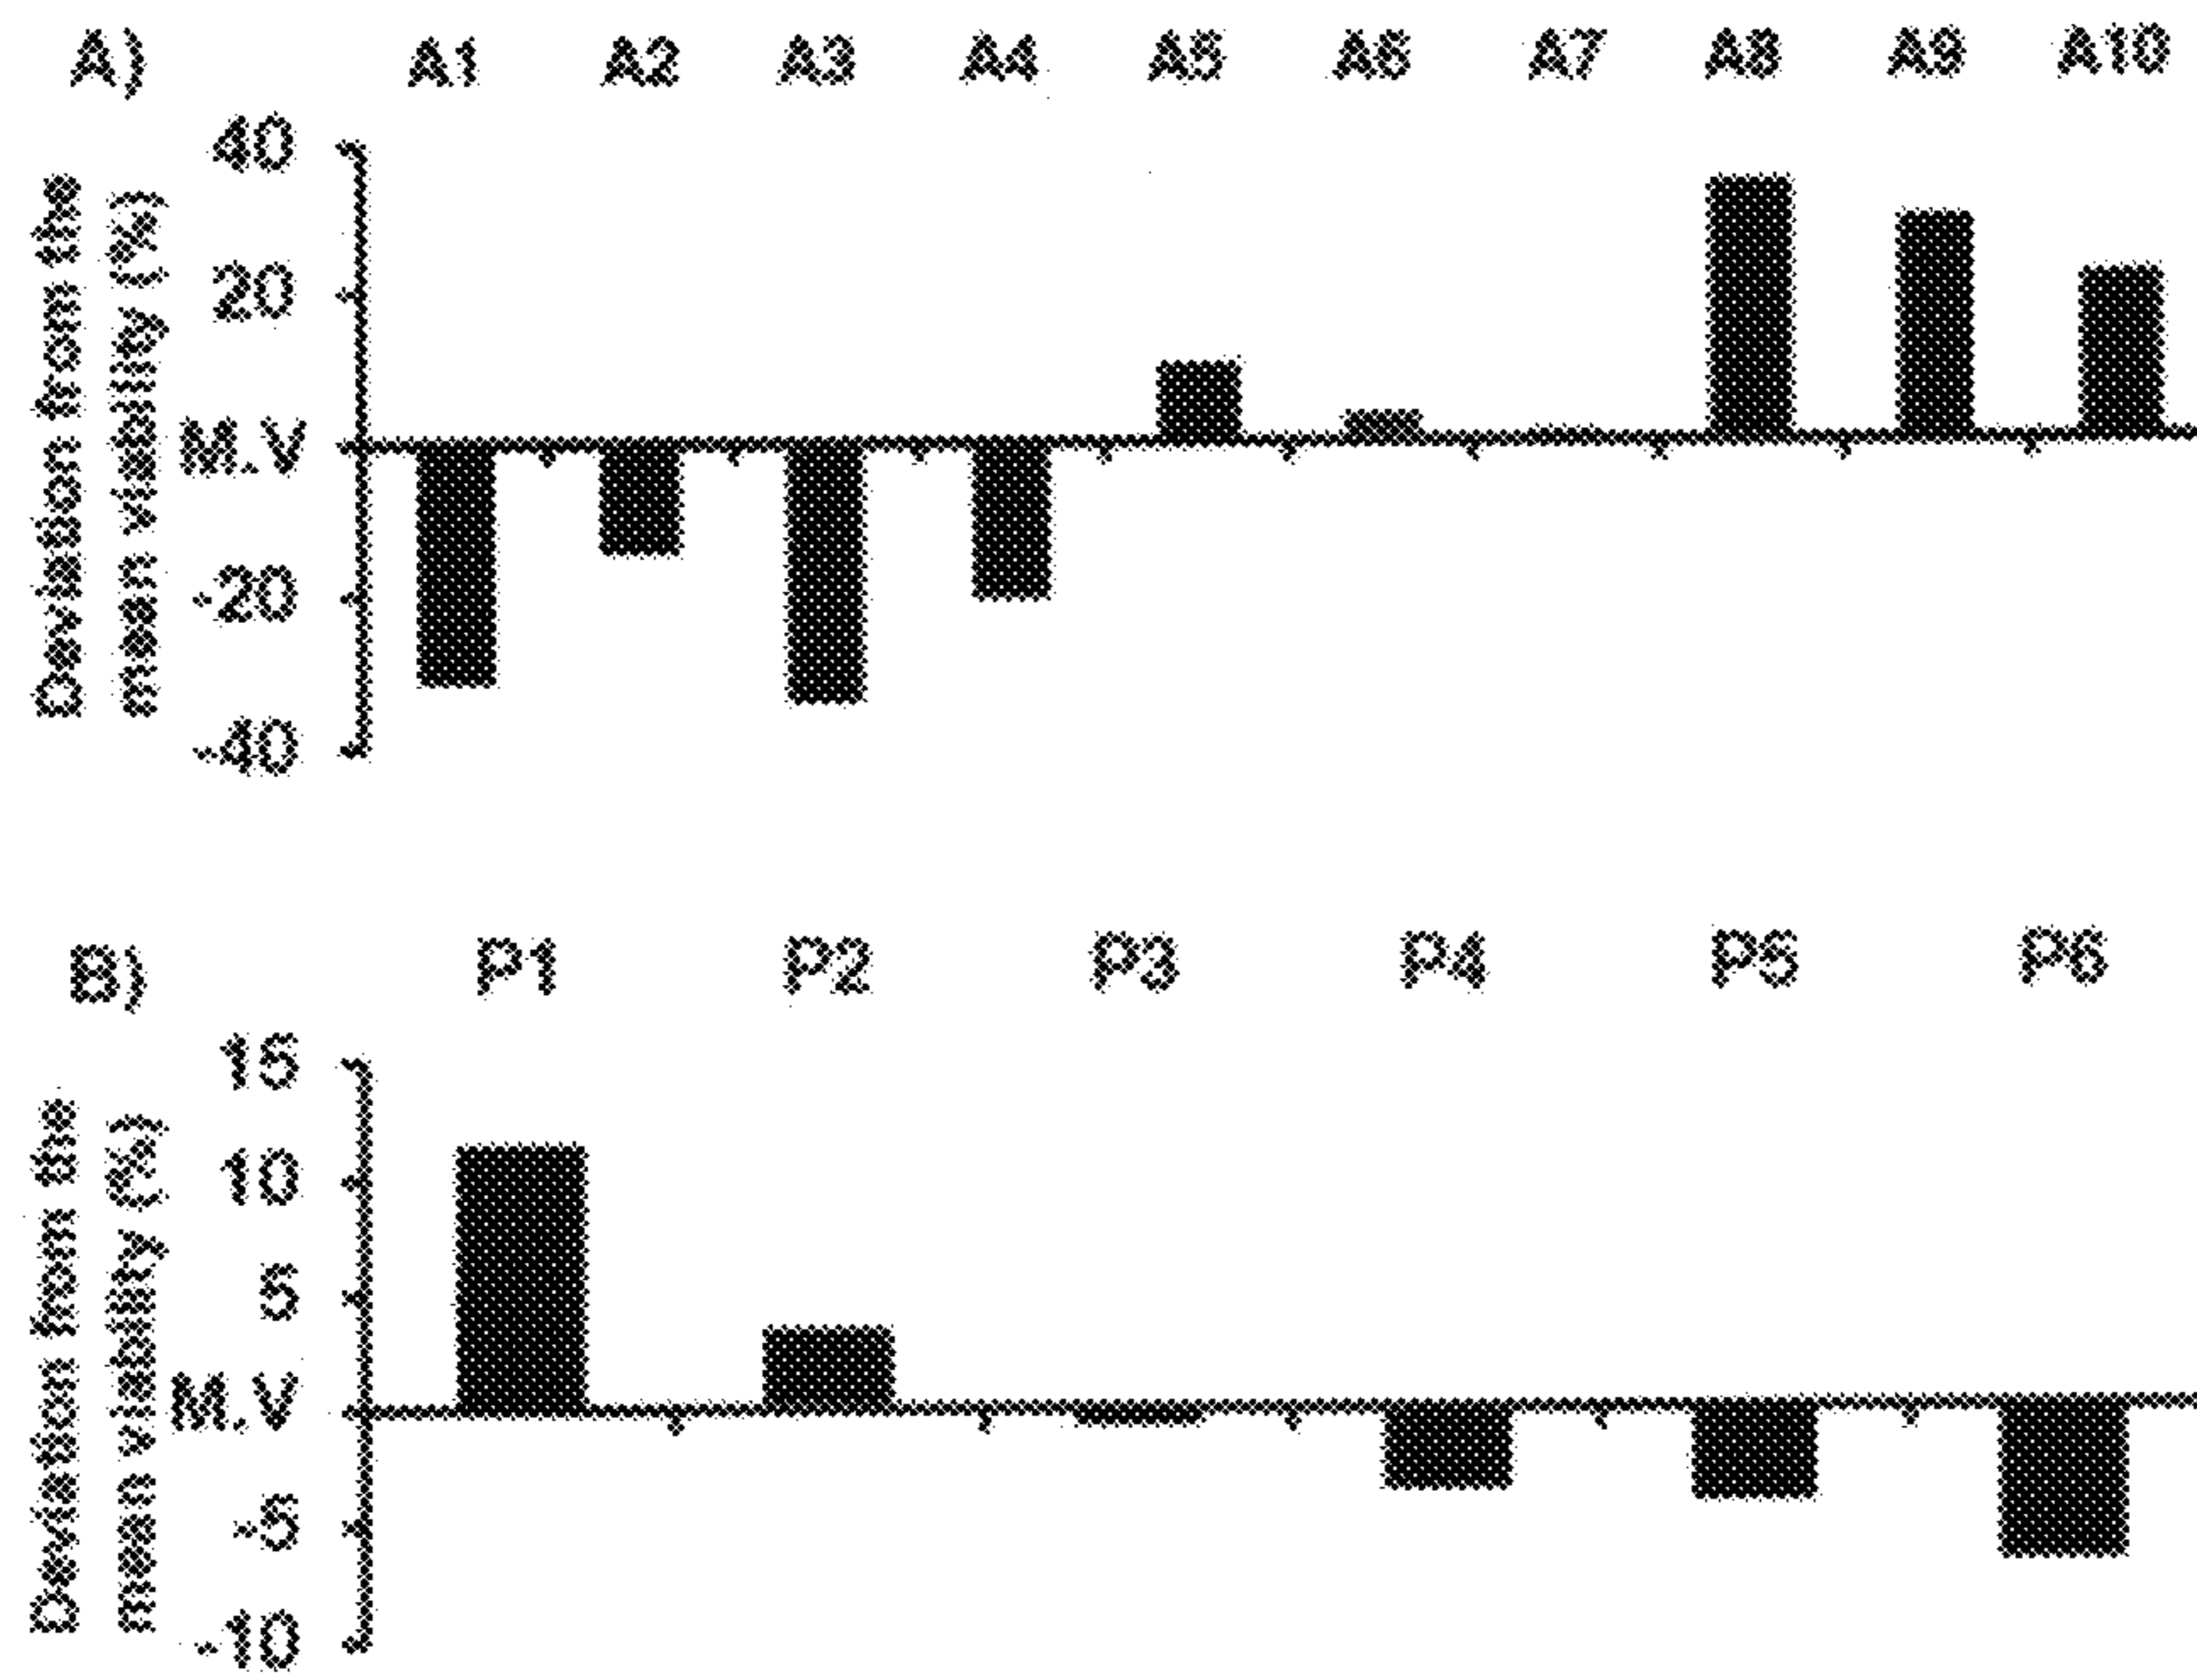 A) A1 A2 A3 A4 A5 A6 A7 A8 A9 A10
Deviation from the
mean viability (%)
40
20
M.V
-20
-40
B) P1 P2 P3 P4 P5 P6
Deviation from the
mean viability (%)
15
10
5
M.V
-5
-10